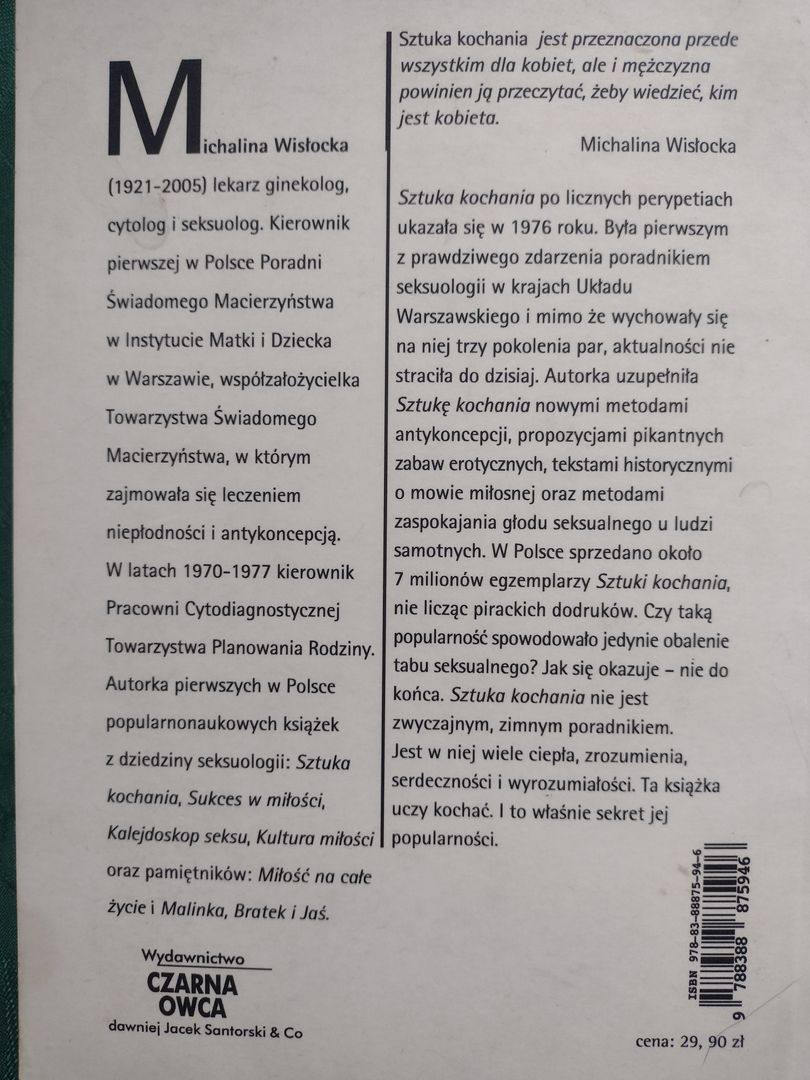 Michalina Wisłocka
(1921-2005) lekarz ginekolog,
cytolog i seksuolog. Kierownik
pierwszej w Polsce Poradni
Świadomego Macierzyństwa
w Instytucie Matki i Dziecka
w Warszawie, współzałożycielka
Towarzystwa Świadomego
Macierzyństwa, w którym
zajmowała się leczeniem
niepłodności i antykoncepcją.
W latach 1970-1977 kierownik
Pracowni Cytodiagnostycznej
Towarzystwa Planowania Rodziny.
Autorka pierwszych w Polsce
popularnonaukowych książek
z dziedziny seksuologii: Sztuka
kochania, Sukces w miłości,
Kalejdoskop seksu, Kultura miłości
oraz pamiętników: Miłość na całe
życie i Malinka, Bratek i Jaś.
Sztuka kochania jest przeznaczona przede
wszystkim dla kobiet, ale i mężczyzna
powinien ją przeczytać, żeby wiedzieć, kim
jest kobieta.
Michalina Wisłocka
Sztuka kochania po licznych perypetiach
ukazała się w 1976 roku. Była pierwszym
z prawdziwego zdarzenia poradnikiem
seksuologii w krajach Układu
Warszawskiego i mimo że wychowały się
na niej trzy pokolenia par, aktualności nie
straciła do dzisiaj. Autorka uzupełniła
Sztukę kochania nowymi metodami
antykoncepcji, propozycjami pikantnych
zabaw erotycznych, tekstami historycznymi
o mowie miłosnej oraz metodami
zaspokajania głodu seksualnego u ludzi
samotnych. W Polsce sprzedano około
7 milionów egzemplarzy Sztuki kochania,
nie licząc pirackich dodruków. Czy taką
popularność spowodowało jedynie obalenie
tabu seksualnego? Jak się okazuje – nie do
końca. Sztuka kochania nie jest
zwyczajnym, zimnym poradnikiem.
Jest w niej wiele ciepła, zrozumienia,
serdeczności i wyrozumiałości. Ta książka
uczy kochać. I to właśnie sekret jej
popularności.
Wydawnictwo
CZARNA
OWCA
dawniej Jacek Santorski & Co
ISBN 978-83-88875-94-6
9 788388 875946
cena: 29, 90 zł